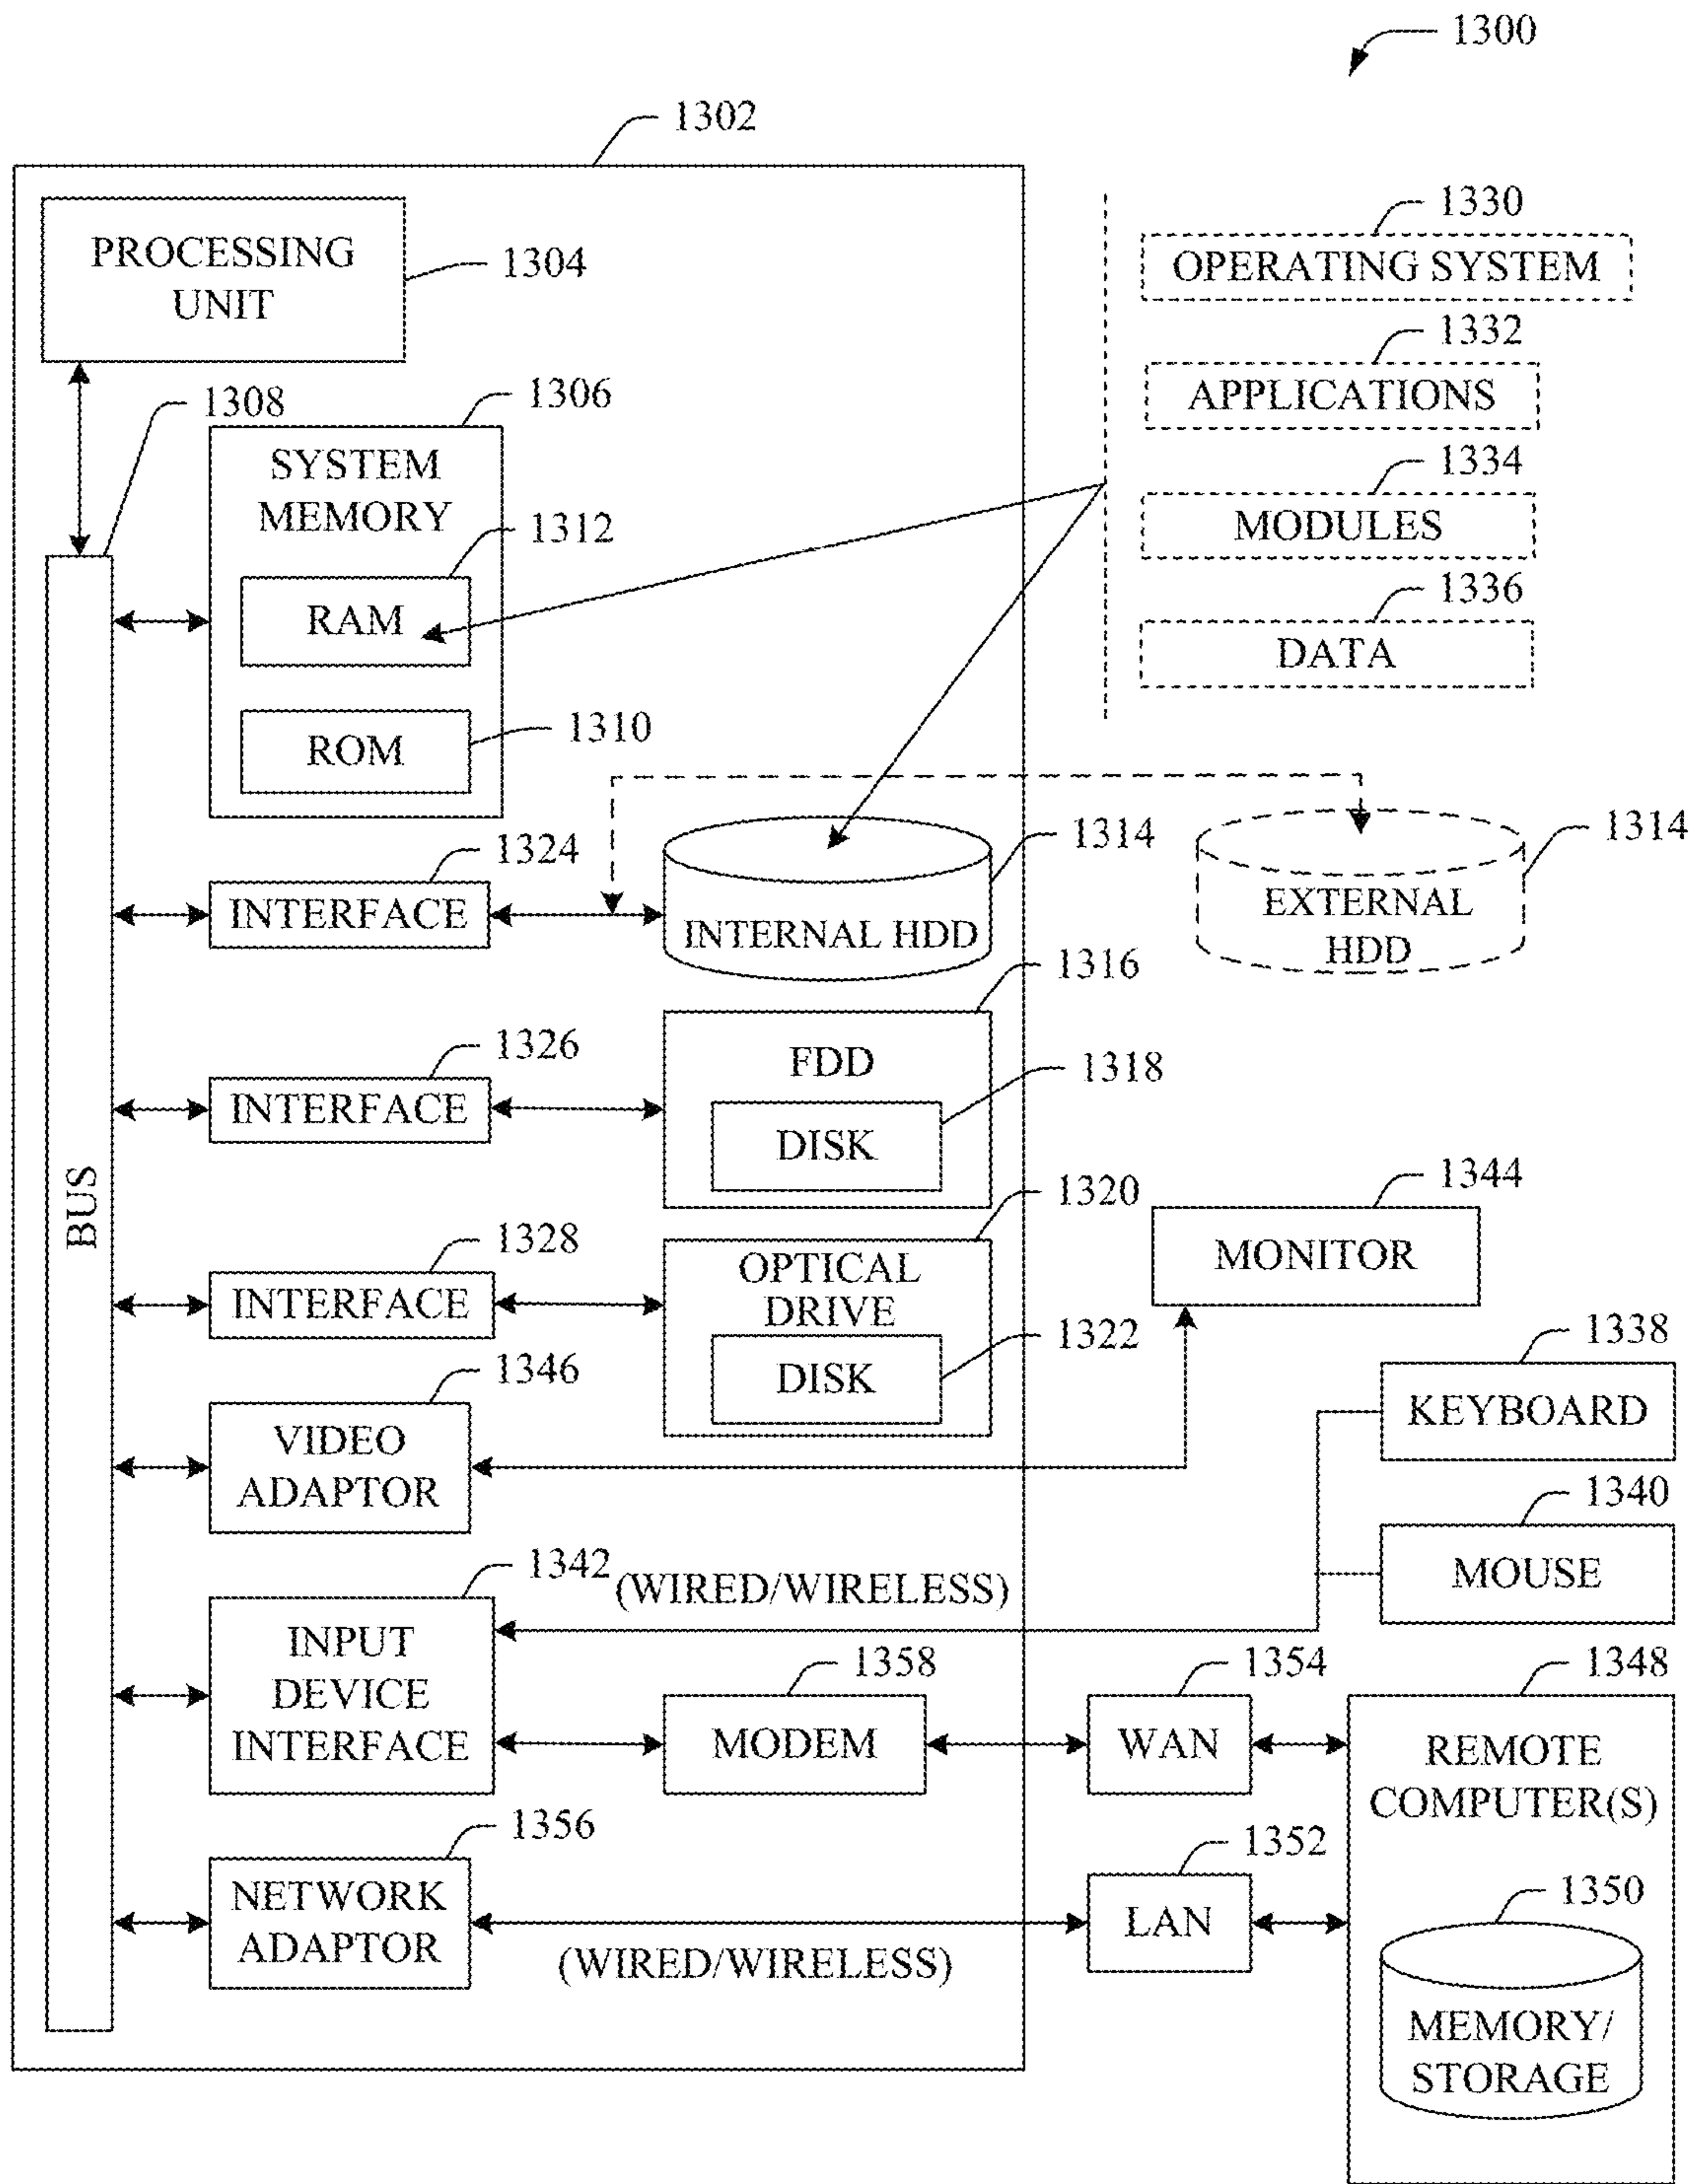 1300
1302
PROCESSING
UNIT
1304
1330
OPERATING SYSTEM
1332
APPLICATIONS
1308
1306
SYSTEM
MEMORY
1334
MODULES
1312
RAM
1336
DATA
1310
ROM
1324
INTERFACE
1314
INTERNAL HDD
1314
EXTERNAL
HDD
1316
FDD
1326
INTERFACE
1318
DISK
BUS
1320
OPTICAL
DRIVE
1328
INTERFACE
1322
DISK
1344
MONITOR
1338
KEYBOARD
1346
VIDEO
ADAPTOR
1340
MOUSE
1342
(WIRED/WIRELESS)
INPUT
DEVICE
INTERFACE
1358
MODEM
1354
WAN
1348
REMOTE
COMPUTER(S)
1356
NETWORK
ADAPTOR
(WIRED/WIRELESS)
1352
LAN
1350
MEMORY/
STORAGE